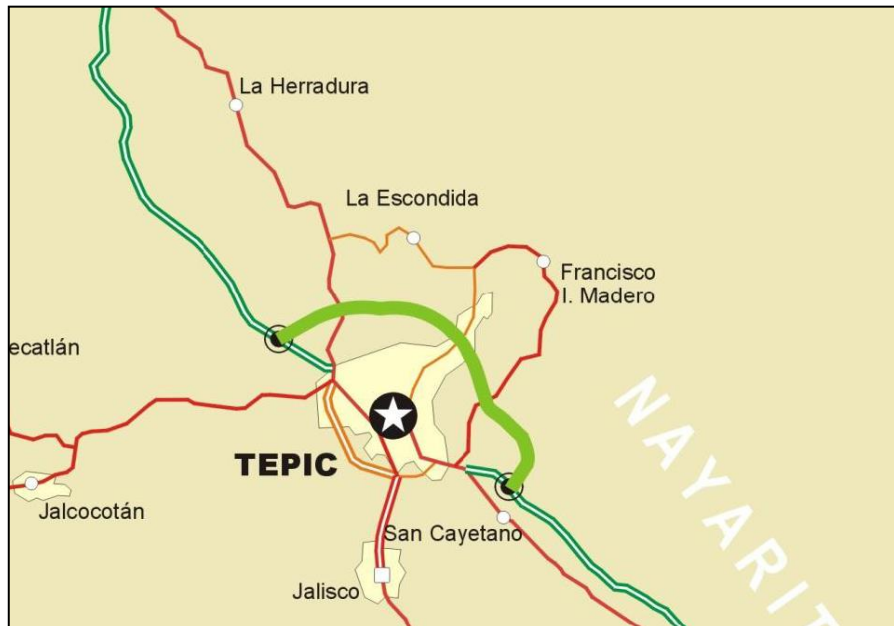 La Herradura
La Escondida
Francisco
I. Madero
ecatlán
NAYARIT
TEPIC
Jalcocotán
San Cayetano
Jalisco